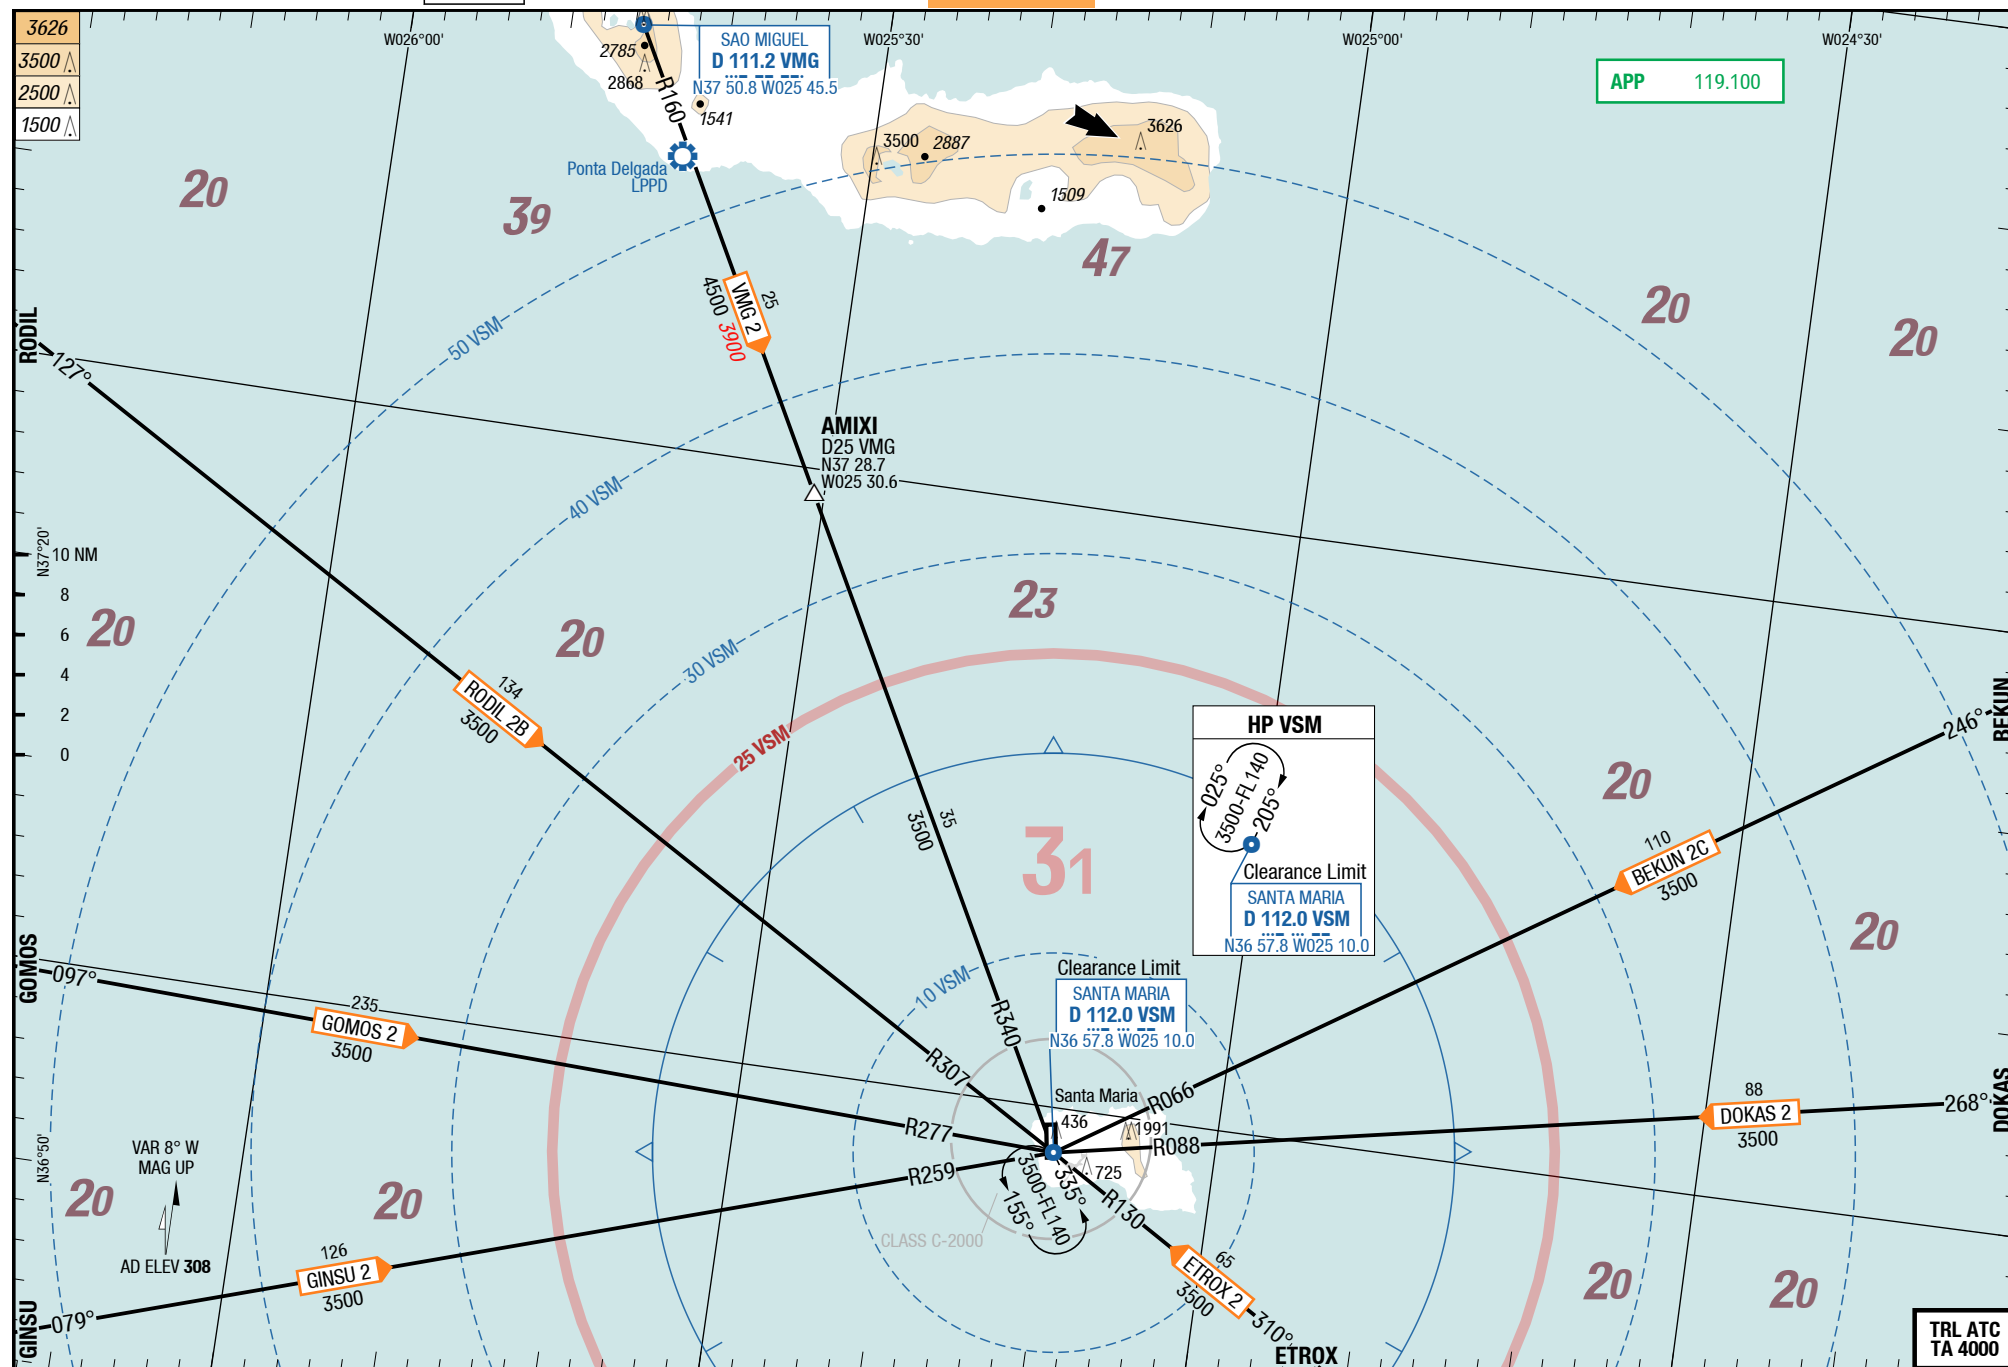 3626
3500
2500
1500
W026°00'
W025°30'
W025°00'
W024°30'
2785
2868
1541
R160
SAO MIGUEL
D 111.2 VMG
N37 50.8 W025 45.5
Ponta Delgada
LPPD
3500
2887
3626
1509
APP 119.100
20
39
47
20
20
VMG 2
25
4500
3900
50 VSM
RODIL
127°
AMIXI
D25 VMG
N37 28.7
W025 30.6
40 VSM
N37°20'
10 NM
8
6
4
2
0
20
20
23
30 VSM
134
RODIL 2B
3500
25 VSM
HP VSM
025°
3500-FL140
205°
Clearance Limit
SANTA MARIA
D 112.0 VSM
N36 57.8 W025 10.0
246°
BEKUN
20
110
BEKUN 2C
3500
35
3500
31
20
GOMOS
097°
235
GOMOS 2
3500
10 VSM
R340
Clearance Limit
SANTA MARIA
D 112.0 VSM
N36 57.8 W025 10.0
R307
R277
R259
Santa Maria
436
1991
725
R066
R088
R130
88
DOKAS 2
3500
268°
DOKAS
N36°50'
VAR 8° W
MAG UP
AD ELEV 308
20
20
3500-FL140
335°
155°
CLASS C-2000
126
GINSU 2
3500
079°
GINSU
65
ETROX 2
3500
310°
ETROX
20
20
TRL ATC
TA 4000